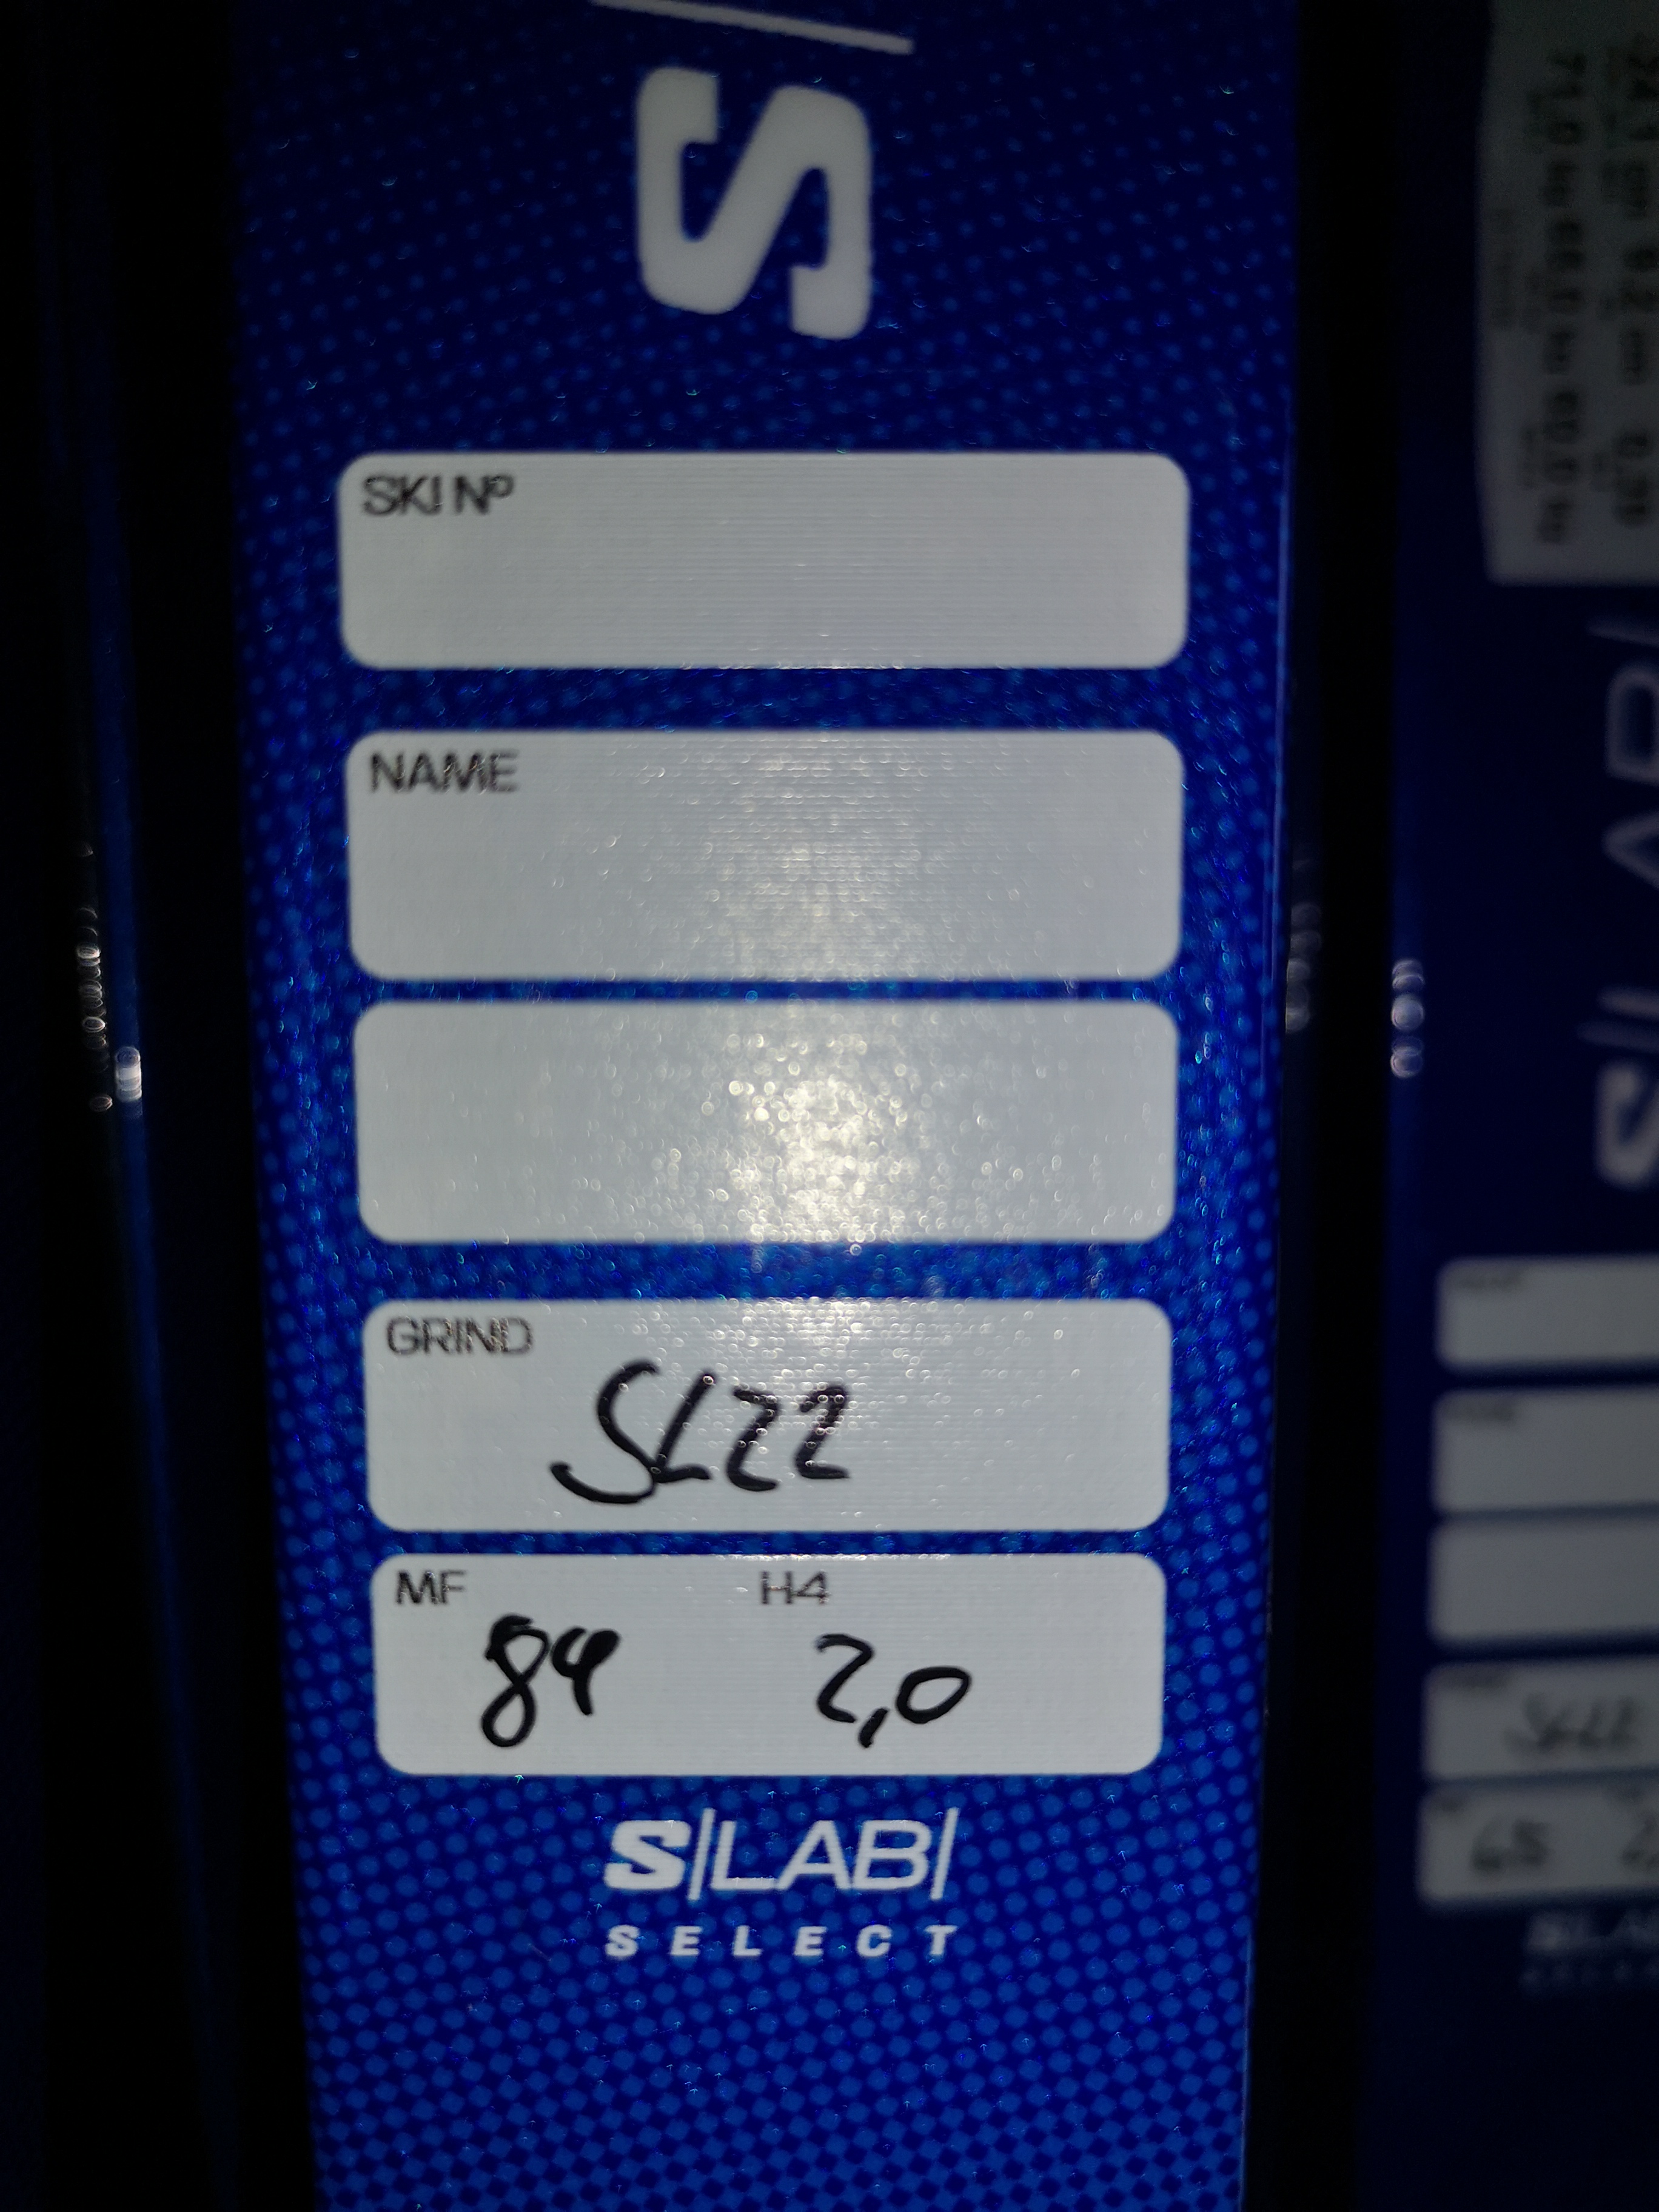 S
SKI Nº
NAME
GRIND
SL22
MF H4
84 2,0
S/LAB/
SELECT